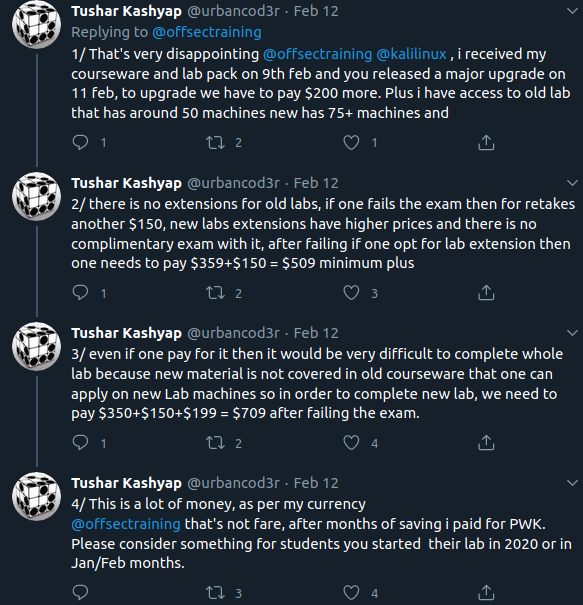 Tushar Kashyap @urbancod3r · Feb 12
Replying to @offsectraining
1/ That's very disappointing @offsectraining @kalilinux , i received my
courseware and lab pack on 9th feb and you released a major upgrade on
11 feb, to upgrade we have to pay $200 more. Plus i have access to old lab
that has around 50 machines new has 75+ machines and
1 2 1
Tushar Kashyap @urbancod3r · Feb 12
2/ there is no extensions for old labs, if one fails the exam then for retakes
another $150, new labs extensions have higher prices and there is no
complimentary exam with it, after failing if one opt for lab extension then
one needs to pay $359+$150 = $509 minimum plus
1 2 3
Tushar Kashyap @urbancod3r · Feb 12
3/ even if one pay for it then it would be very difficult to complete whole
lab because new material is not covered in old courseware that one can
apply on new Lab machines so in order to complete new lab, we need to
pay $350+$150+$199 = $709 after failing the exam.
1 2 4
Tushar Kashyap @urbancod3r · Feb 12
4/ This is a lot of money, as per my currency
@offsectraining that's not fare, after months of saving i paid for PWK.
Please consider something for students you started their lab in 2020 or in
Jan/Feb months.
3 4